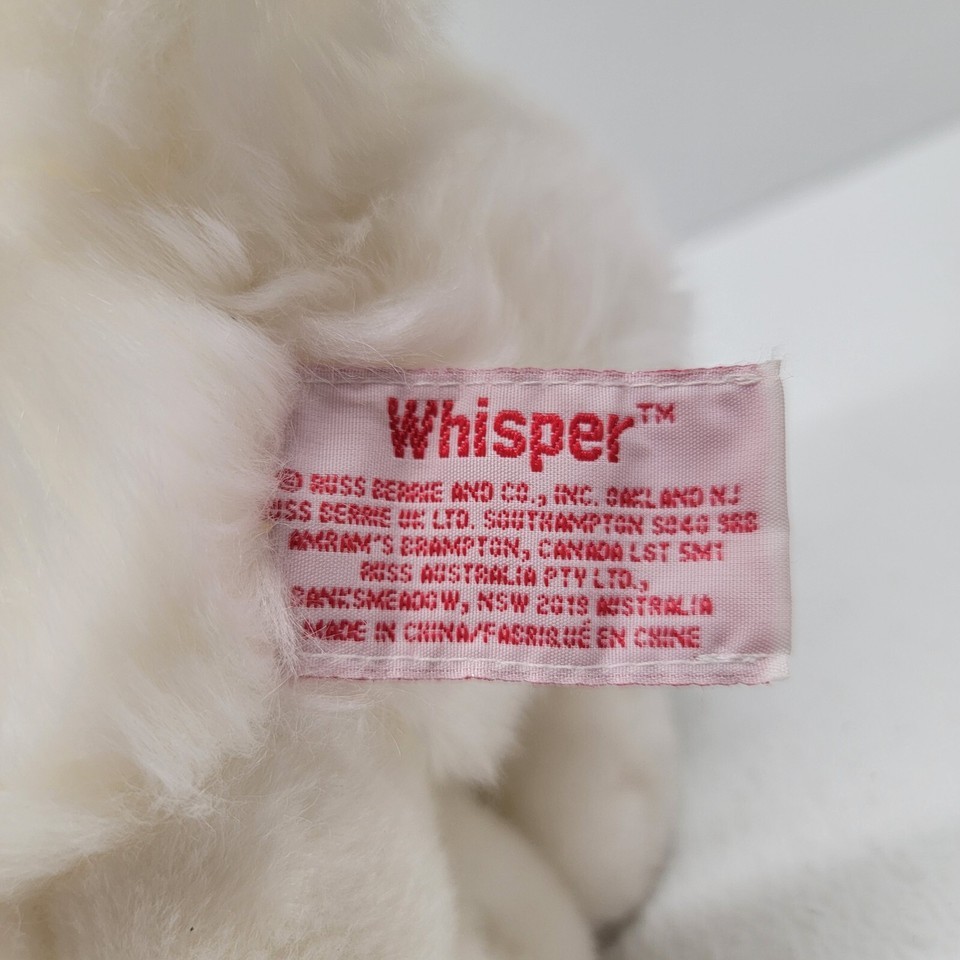 Whisper™
© RUSS BERRIE AND CO., INC. OAKLAND NJ
USS BERRIE UK LTD. SOUTHAMPTON SO40 9RB
AMRAM'S BRAMPTON, CANADA L5T 5M1
RUSS AUSTRALIA PTY LTD.,
BANKSMEADOW, NSW 2019 AUSTRALIA
MADE IN CHINA/FABRIQUÉ EN CHINE